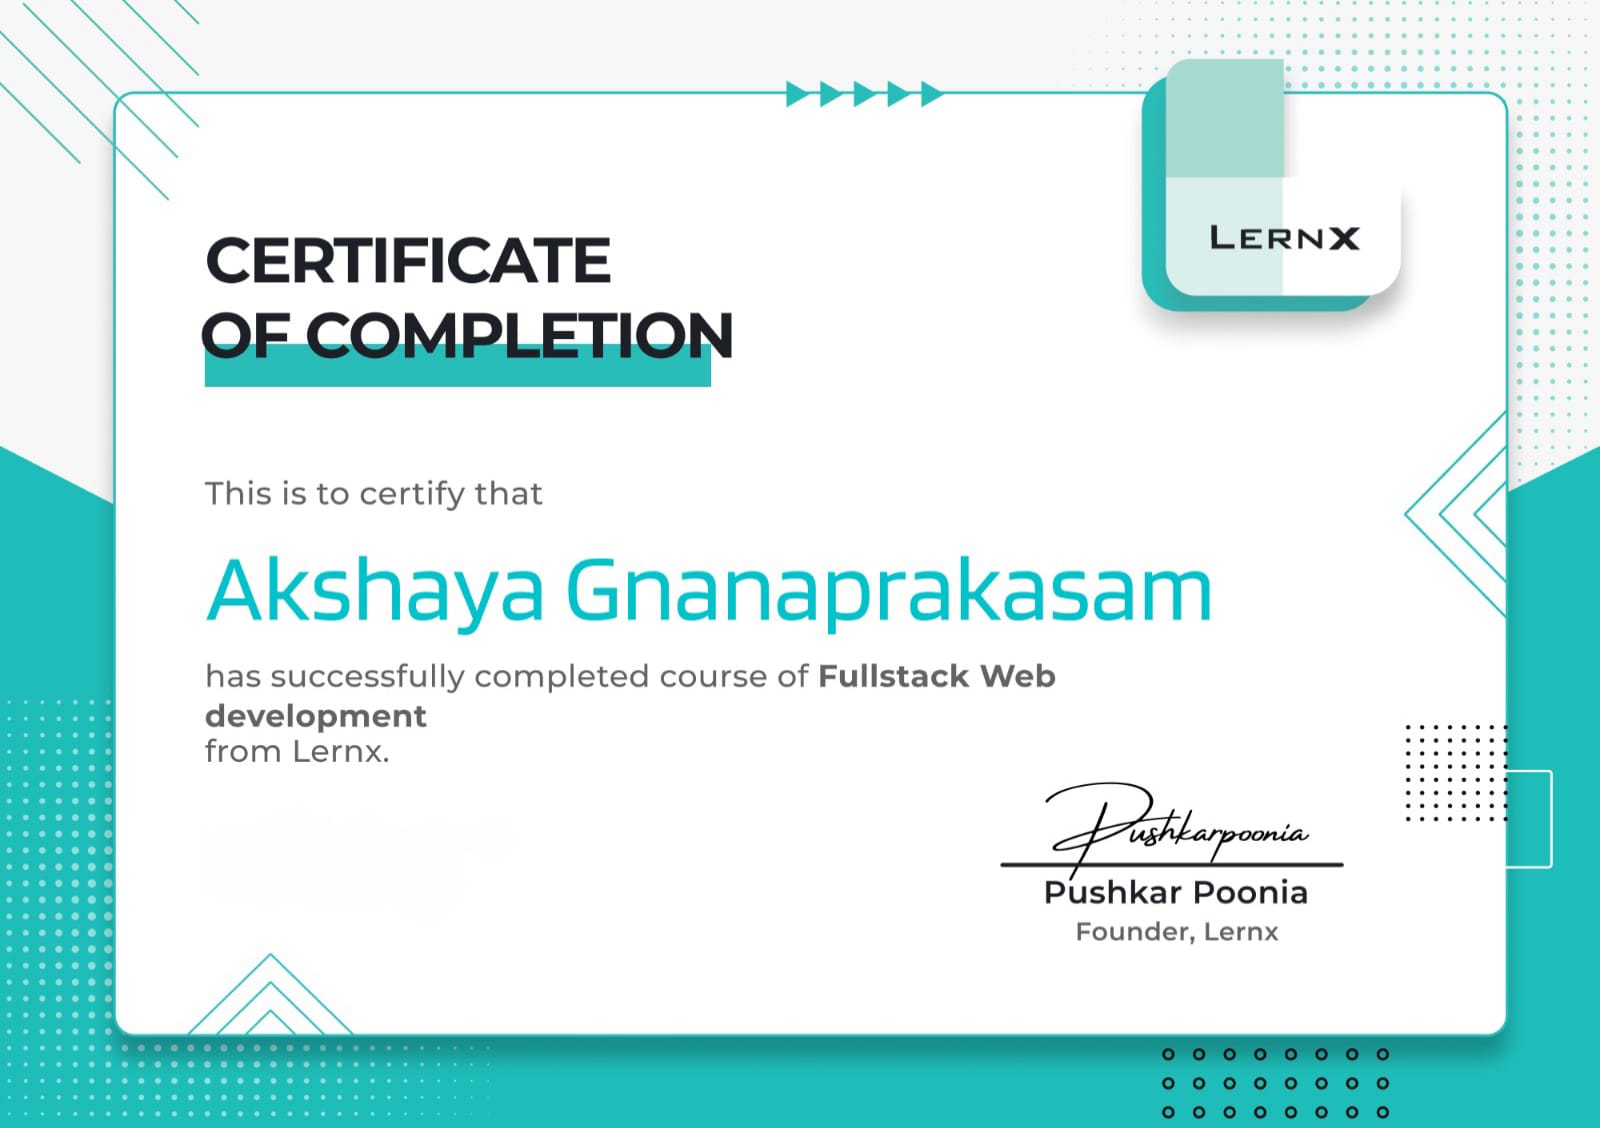 LERNX
CERTIFICATE
OF COMPLETION
This is to certify that
Akshaya Gnanaprakasam
has successfully completed course of Fullstack Web
development
from Lernx.
Pushkarpoonia
Pushkar Poonia
Founder, Lernx